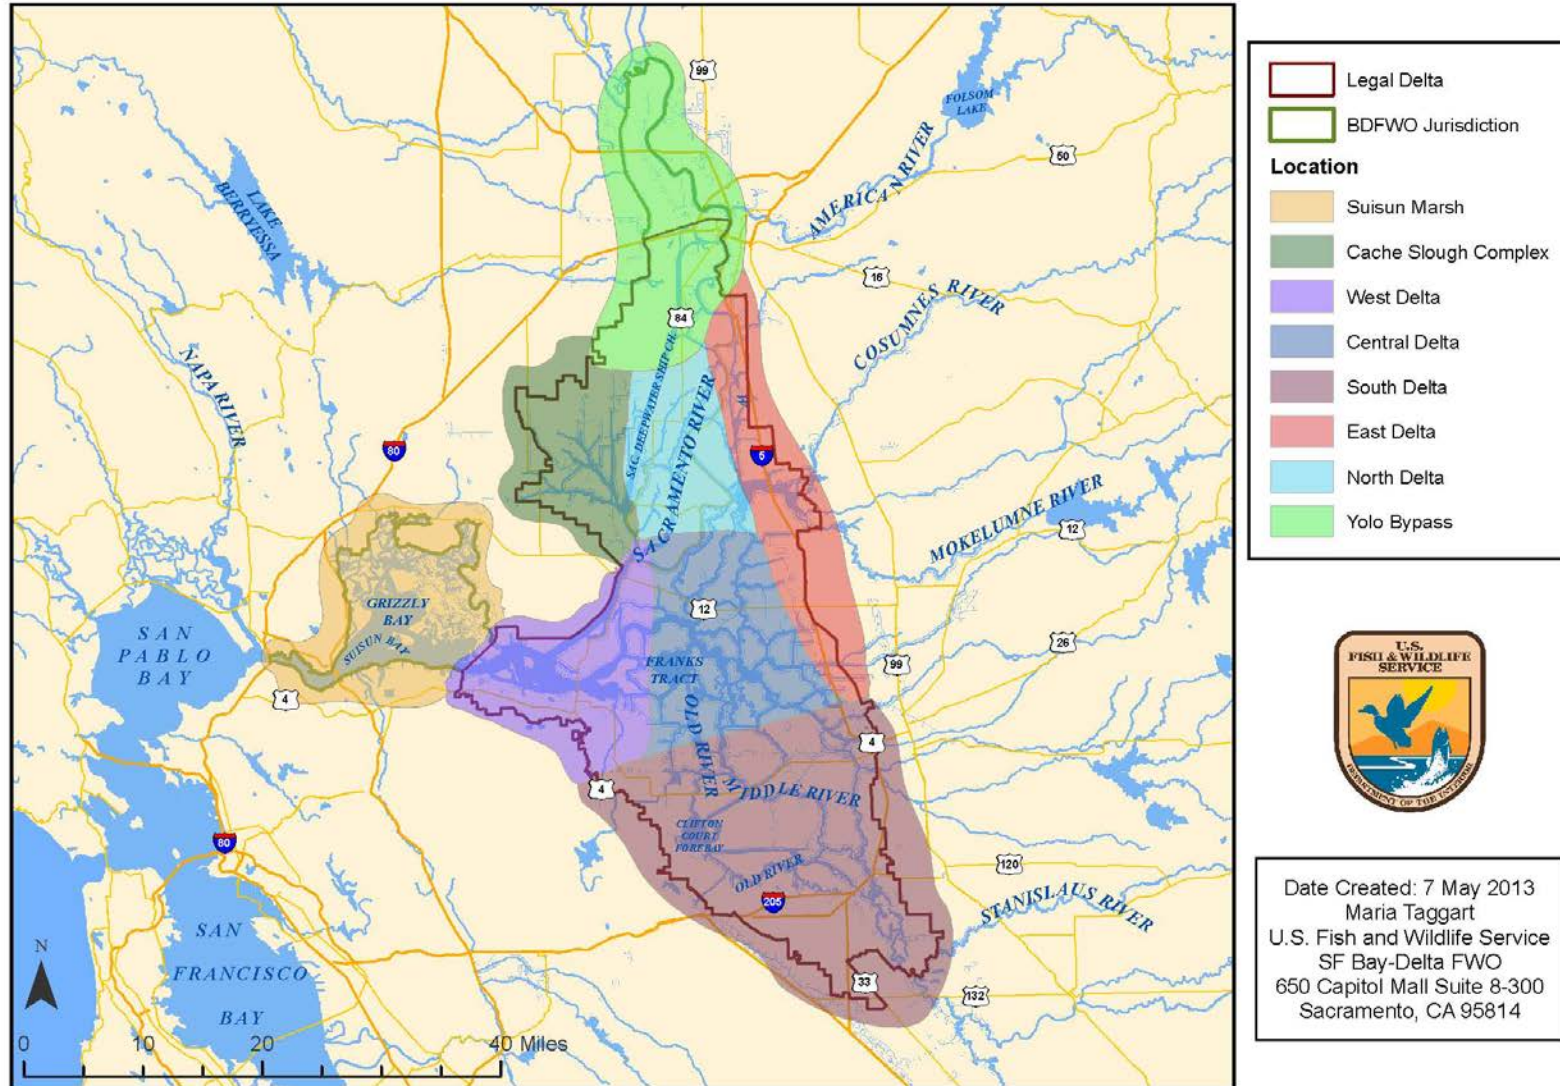 99
FOLSOM
LAKE
50
AMERICAN RIVER
LAKE
BERRYESSA
16
COSUMNES RIVER
84
NAPA RIVER
SAC. DEEPWATER SHIP CH.
SACRAMENTO RIVER
80
5
MOKELUMNE RIVER
12
GRIZZLY
BAY
SUISUN BAY
12
SAN
PABLO
BAY
26
FRANKS
TRACT
99
4
OLD RIVER
4
4
MIDDLE RIVER
CLIFTON
COURT
FOREBAY
80
120
OLD RIVER
205
STANISLAUS RIVER
SAN
FRANCISCO
BAY
33
132
N
0 10 20 40 Miles
Legal Delta
BDFWO Jurisdiction
Location
Suisun Marsh
Cache Slough Complex
West Delta
Central Delta
South Delta
East Delta
North Delta
Yolo Bypass
U.S.
FISH & WILDLIFE
SERVICE
DEPARTMENT OF THE INTERIOR
Date Created: 7 May 2013
Maria Taggart
U.S. Fish and Wildlife Service
SF Bay-Delta FWO
650 Capitol Mall Suite 8-300
Sacramento, CA 95814